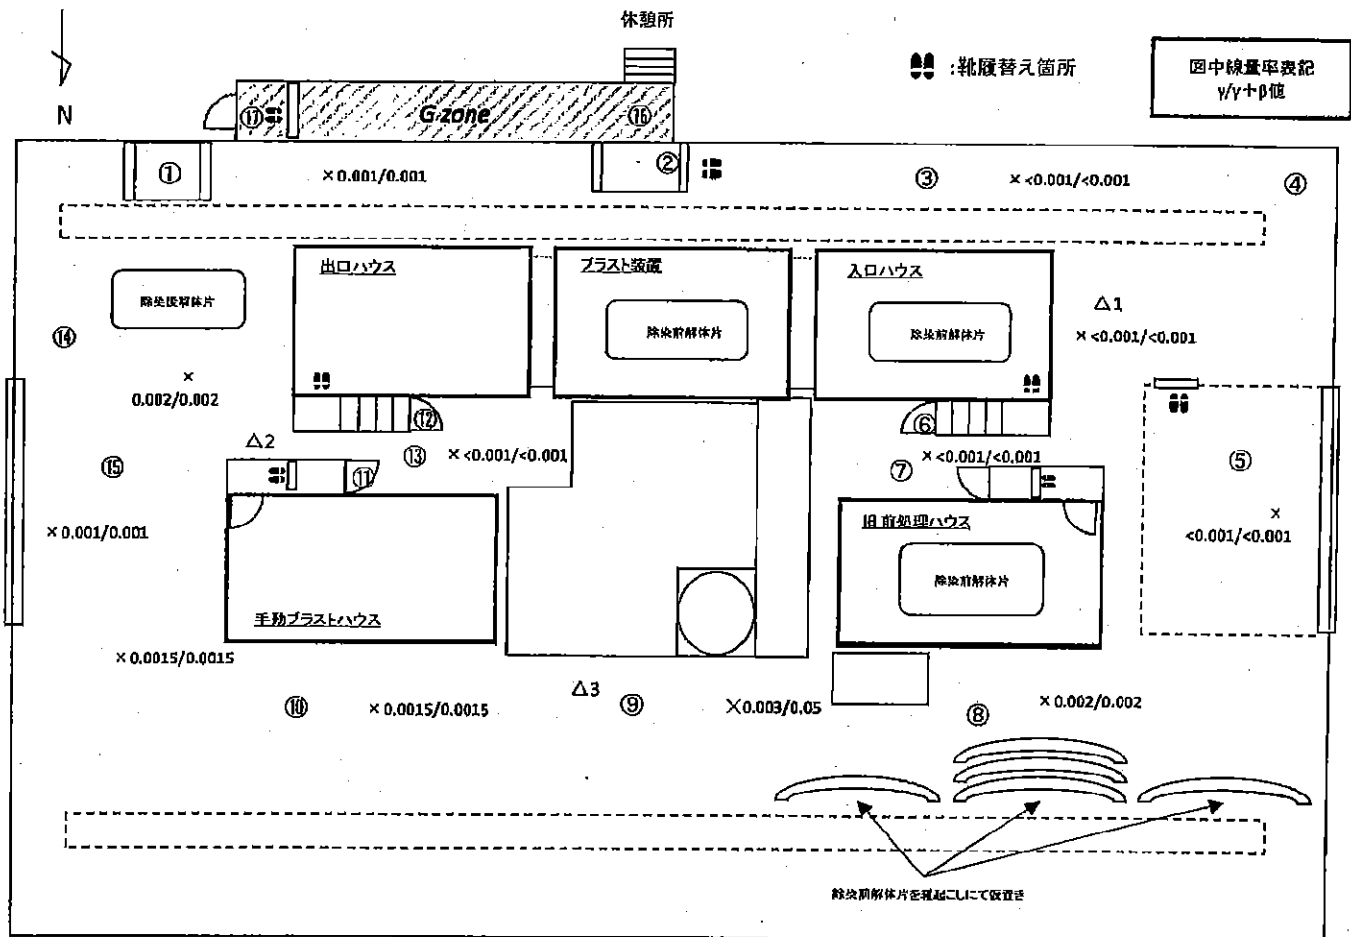 休憩所
:靴履替え箇所
図中線量率表記
γ/γ+β値
N
⑰
G-zone
⑯
①
×0.001/0.001
②
③
×<0.001/<0.001
④
出口ハウス
ブラスト装置
入口ハウス
除染後解体片
除染前解体片
除染前解体片
△1
×<0.001/<0.001
⑭
×
0.002/0.002
⑫
⑥
△2
⑬
×<0.001/<0.001
×<0.001/<0.001
⑮
⑪
⑦
⑤
×
<0.001/<0.001
×0.001/0.001
旧前処理ハウス
除染前解体片
手動ブラストハウス
×0.0015/0.0015
⑩
×0.0015/0.0015
△3
⑨
×0.003/0.05
⑧
×0.002/0.002
除染前解体片を縦起こしにて仮置き